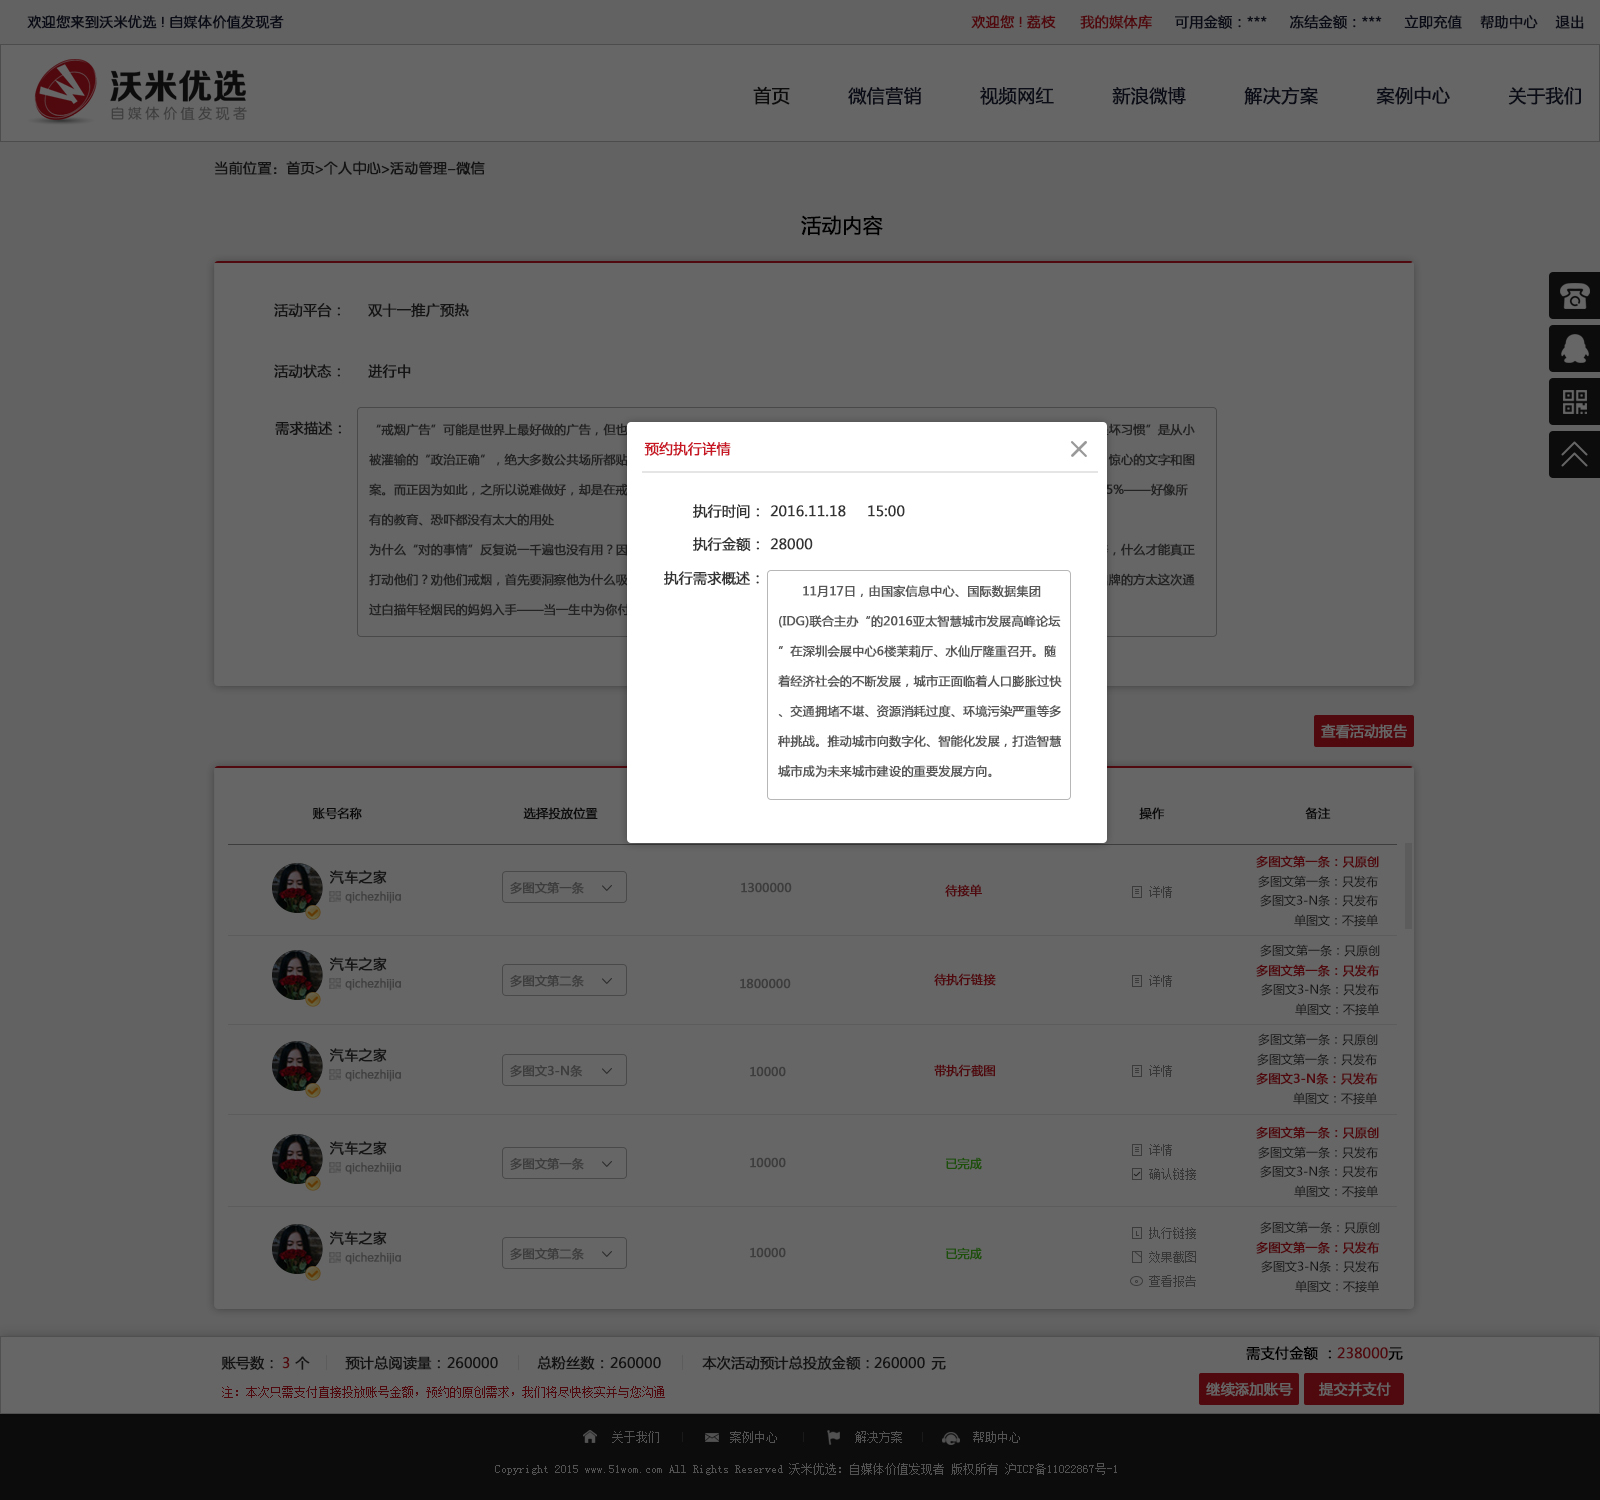 欢迎您来到沃米优选 ! 自媒体价值发现者
欢迎您 ! 荔枝 我的媒体库 可用金额：*** 冻结金额：*** 立即充值 帮助中心 退出
沃米优选
自媒体价值发现者
首页 微信营销 视频网红 新浪微博 解决方案 案例中心 关于我们
当前位置：首页>个人中心>活动管理-微信
活动内容
活动平台： 双十一推广预热
活动状态： 进行中
需求描述：
“戒烟广告”可能是世界上最好做的广告，但也 坏习惯”是从小
被灌输的“政治正确”，绝大多数公共场所都贴 惊心的文字和图
案。而正因为如此，之所以说难做好，却是在戒 5%——好像所
有的教育、恐吓都没有太大的用处
为什么“对的事情”反复说一千遍也没有用？因 ，什么才能真正
打动他们？劝他们戒烟，首先要洞察他为什么吸 牌的方太这次通
过白描年轻烟民的妈妈入手——当一生中为你付
预约执行详情
执行时间： 2016.11.18 15:00
执行金额： 28000
执行需求概述：
11月17日，由国家信息中心、国际数据集团
(IDG)联合主办“的2016亚太智慧城市发展高峰论坛
”在深圳会展中心6楼茉莉厅、水仙厅隆重召开。随
着经济社会的不断发展，城市正面临着人口膨胀过快
、交通拥堵不堪、资源消耗过度、环境污染严重等多
种挑战。推动城市向数字化、智能化发展，打造智慧
城市成为未来城市建设的重要发展方向。
查看活动报告
账号名称 选择投放位置 操作 备注
汽车之家
qichezhijia
多图文第一条 1300000 待接单 详情
多图文第一条：只原创
多图文第一条：只发布
多图文3-N条：只发布
单图文：不接单
汽车之家
qichezhijia
多图文第二条 1800000 待执行链接 详情
多图文第一条：只原创
多图文第一条：只发布
多图文3-N条：只发布
单图文：不接单
汽车之家
qichezhijia
多图文3-N条 10000 带执行截图 详情
多图文第一条：只原创
多图文第一条：只发布
多图文3-N条：只发布
单图文：不接单
汽车之家
qichezhijia
多图文第一条 10000 已完成 详情
确认链接
多图文第一条：只原创
多图文第一条：只发布
多图文3-N条：只发布
单图文：不接单
汽车之家
qichezhijia
多图文第二条 10000 已完成 执行链接
效果截图
查看报告
多图文第一条：只原创
多图文第一条：只发布
多图文3-N条：只发布
单图文：不接单
账号数： 3 个 预计总阅读量：260000 总粉丝数：260000 本次活动预计总投放金额：260000 元
需支付金额 ：238000元
注：本次只需支付直接投放账号金额，预约的原创需求，我们将尽快核实并与您沟通
继续添加账号 提交并支付
关于我们 案例中心 解决方案 帮助中心
Copyright 2015 www.51wom.com All Rights Reserved 沃米优选：自媒体价值发现者 版权所有 沪ICP备11022867号-1